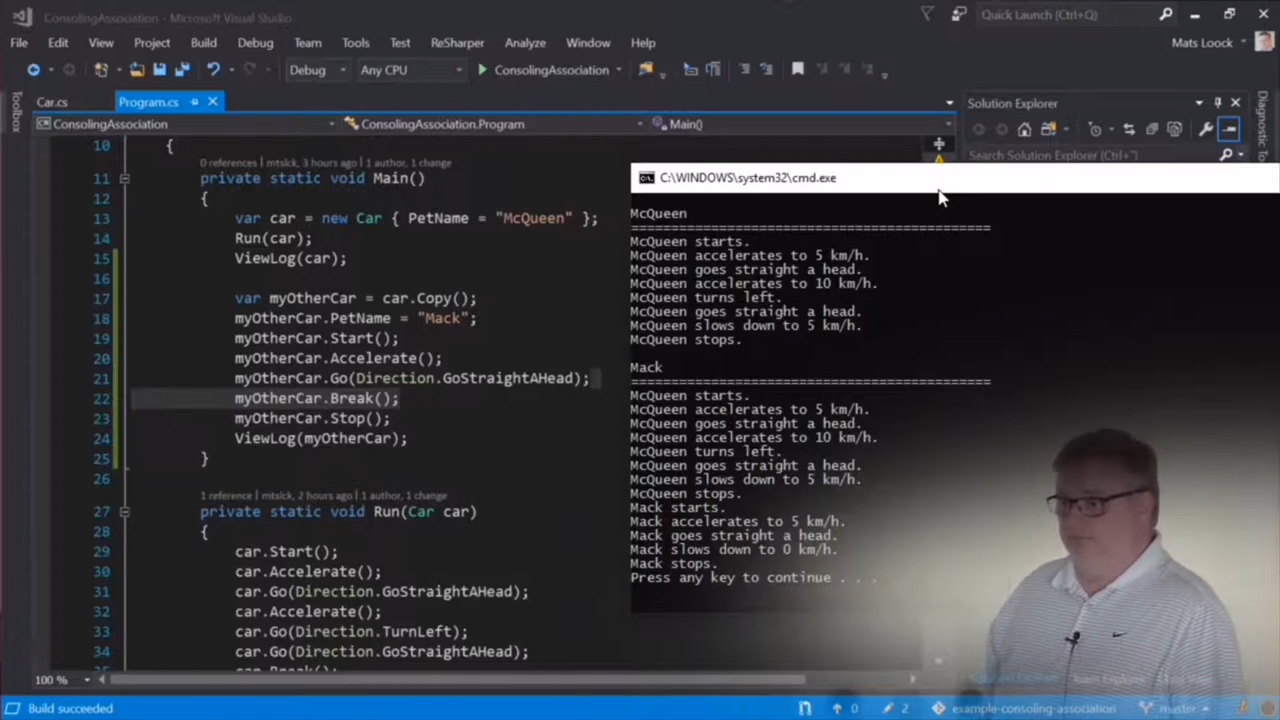 ConsolingAssociation - Microsoft Visual Studio
Quick Launch (Ctrl+Q)
File Edit View Project Build Debug Team Tools Test ReSharper Analyze Window Help
Mats Loock
Debug Any CPU ConsolingAssociation
Toolbox
Car.cs Program.cs
ConsolingAssociation ConsolingAssociation.Program Main()
10 {
0 references | mtslck, 3 hours ago | 1 author, 1 change
11 private static void Main()
12 {
13 var car = new Car { PetName = "McQueen" };
14 Run(car);
15 ViewLog(car);
16
17 var myOtherCar = car.Copy();
18 myOtherCar.PetName = "Mack";
19 myOtherCar.Start();
20 myOtherCar.Accelerate();
21 myOtherCar.Go(Direction.GoStraightAHead);
22 myOtherCar.Break();
23 myOtherCar.Stop();
24 ViewLog(myOtherCar);
25 }
26
1 reference | mtslck, 2 hours ago | 1 author, 1 change
27 private static void Run(Car car)
28 {
29 car.Start();
30 car.Accelerate();
31 car.Go(Direction.GoStraightAHead);
32 car.Accelerate();
33 car.Go(Direction.TurnLeft);
34 car.Go(Direction.GoStraightAHead);
100 %
Solution Explorer
Search Solution Explorer (Ctrl+")
C:\WINDOWS\system32\cmd.exe
McQueen
=============================================
McQueen starts.
McQueen accelerates to 5 km/h.
McQueen goes straight a head.
McQueen accelerates to 10 km/h.
McQueen turns left.
McQueen goes straight a head.
McQueen slows down to 5 km/h.
McQueen stops.
Mack
=============================================
McQueen starts.
McQueen accelerates to 5 km/h.
McQueen goes straight a head.
McQueen accelerates to 10 km/h.
McQueen turns left.
McQueen goes straight a head.
McQueen slows down to 5 km/h.
McQueen stops.
Mack starts.
Mack accelerates to 5 km/h.
Mack goes straight a head.
Mack slows down to 0 km/h.
Mack stops.
Press any key to continue . . .
Build succeeded
0 2 example-consoling-association master